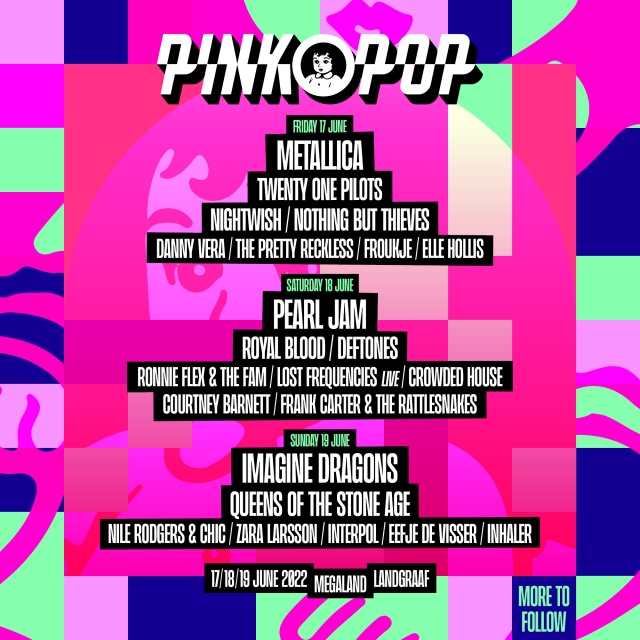 PINKPOP
FRIDAY 17 JUNE
METALLICA
TWENTY ONE PILOTS
NIGHTWISH / NOTHING BUT THIEVES
DANNY VERA / THE PRETTY RECKLESS / FROUKJE / ELLE HOLLIS
SATURDAY 18 JUNE
PEARL JAM
ROYAL BLOOD / DEFTONES
RONNIE FLEX & THE FAM / LOST FREQUENCIES LIVE / CROWDED HOUSE
COURTNEY BARNETT / FRANK CARTER & THE RATTLESNAKES
SUNDAY 19 JUNE
IMAGINE DRAGONS
QUEENS OF THE STONE AGE
NILE RODGERS & CHIC / ZARA LARSSON / INTERPOL / EEFJE DE VISSER / INHALER
17/18/19 JUNE 2022 MEGALAND LANDGRAAF
MORE TO
FOLLOW